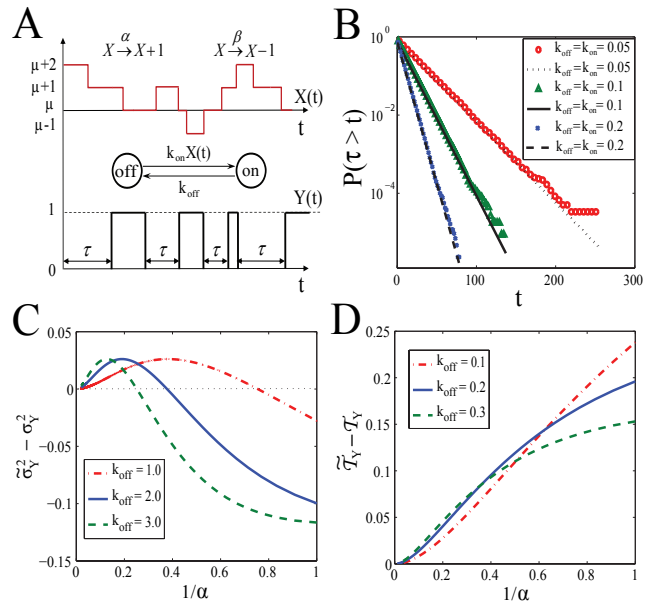 A
α
β
X → X+1
X → X−1
μ+2
μ+1
μ
μ−1
X(t)
t
k_on X(t)
off
on
k_off
Y(t)
1
τ
τ
τ
τ
t
B
10^0
10^−2
10^−4
P(τ > t)
k_off = k_on = 0.05
k_off = k_on = 0.05
k_off = k_on = 0.1
k_off = k_on = 0.1
k_off = k_on = 0.2
k_off = k_on = 0.2
0
100
200
300
t
C
0.05
0
−0.05
−0.1
−0.15
σ̃_Y^2 − σ_Y^2
k_off = 1.0
k_off = 2.0
k_off = 3.0
0
0.2
0.4
0.6
0.8
1
1/α
D
0.25
0.20
0.15
0.10
0.05
0
𝒯̃_Y − 𝒯_Y
k_off = 0.1
k_off = 0.2
k_off = 0.3
0
0.2
0.4
0.6
0.8
1
1/α